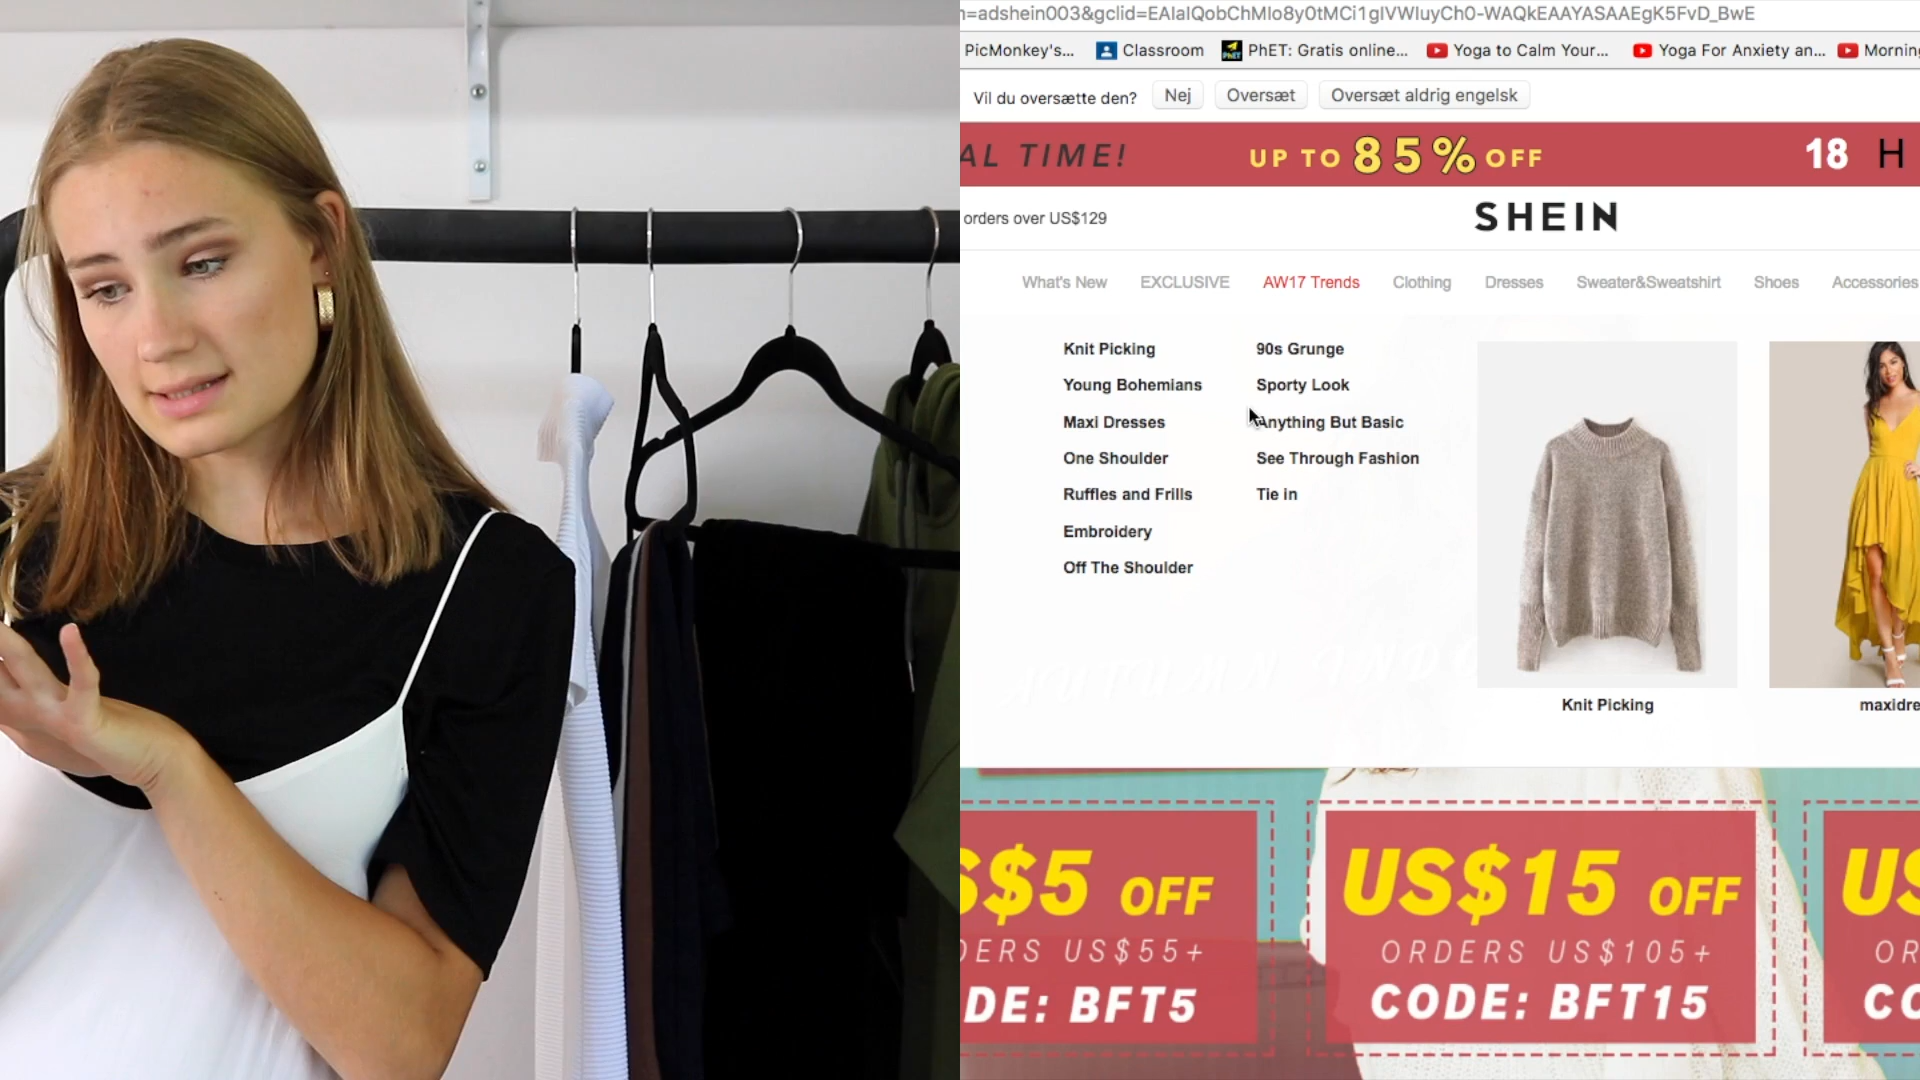 n=adshein003&gclid=EAIaIQobChMIo8y0tMCi1gIVWIuyCh0-WAQkEAAYASAAEgK5FvD_BwE
PicMonkey's... Classroom PhET: Gratis online... Yoga to Calm Your... Yoga For Anxiety an... Morning
Vil du oversætte den? Nej Oversæt Oversæt aldrig engelsk
AL TIME! UP TO 85% OFF 18 H
orders over US$129
SHEIN
What's New EXCLUSIVE AW17 Trends Clothing Dresses Sweater&Sweatshirt Shoes Accessories
Knit Picking
Young Bohemians
Maxi Dresses
One Shoulder
Ruffles and Frills
Embroidery
Off The Shoulder
90s Grunge
Sporty Look
Anything But Basic
See Through Fashion
Tie in
Knit Picking
maxidre
S$5 OFF
DERS US$55+
DE: BFT5
US$15 OFF
ORDERS US$105+
CODE: BFT15
US
OR
CO